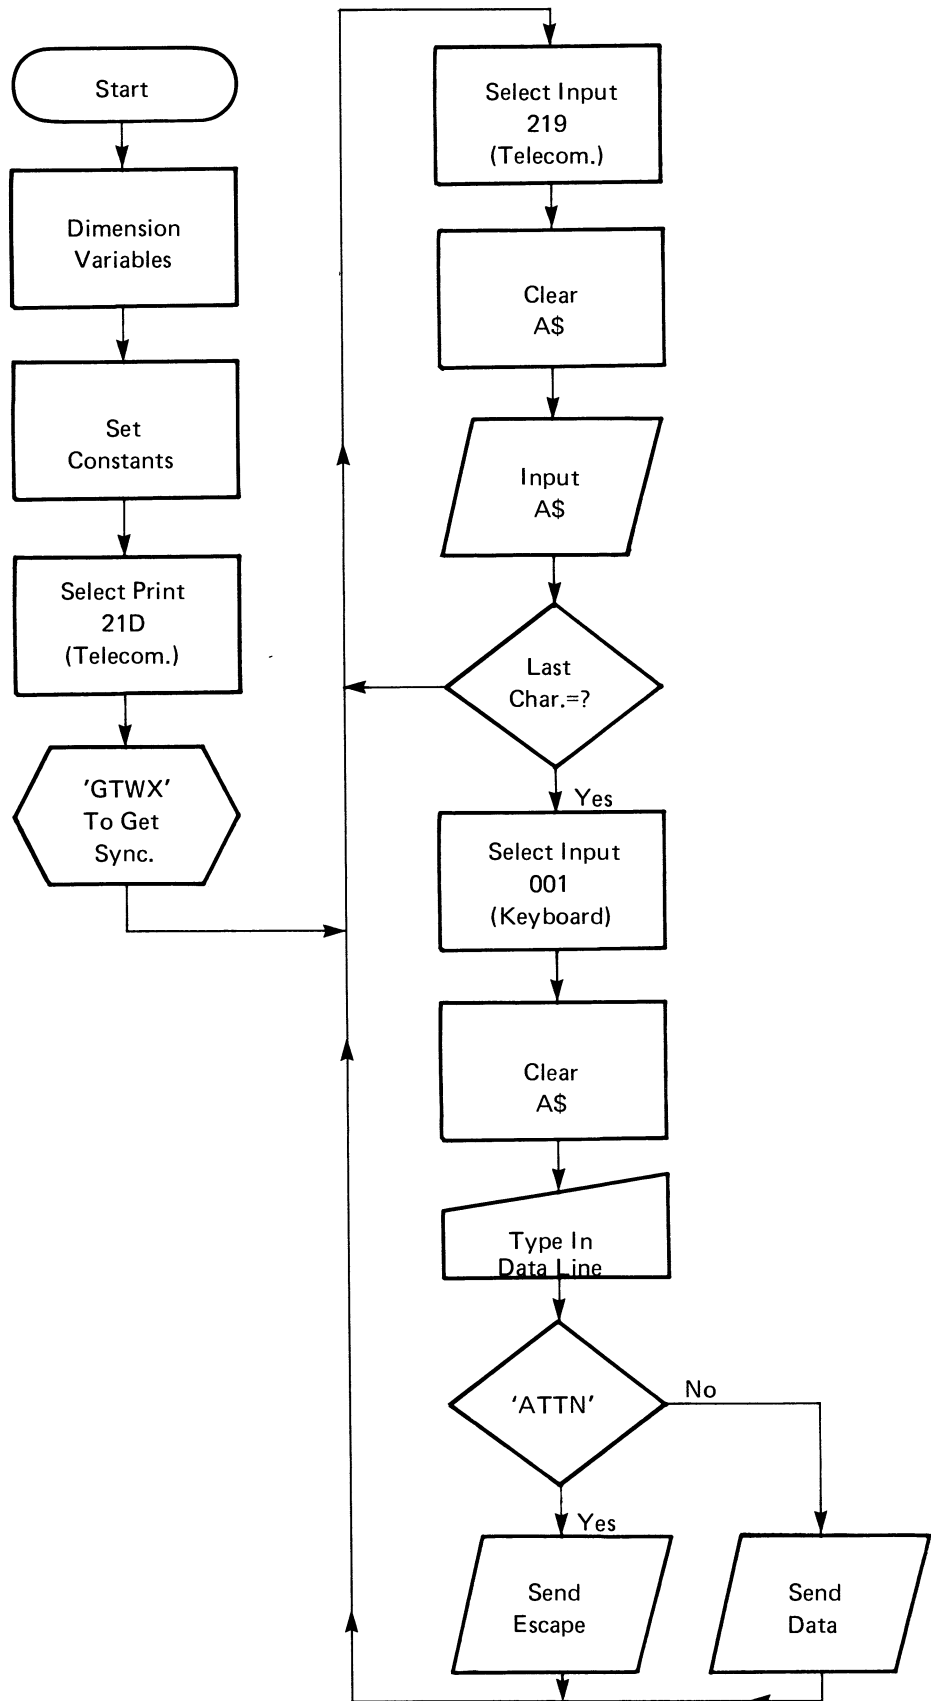 Start
Dimension
Variables
Set
Constants
Select Print
21D
(Telecom.)
'GTWX'
To Get
Sync.
Select Input
219
(Telecom.)
Clear
A$
Input
A$
Last
Char.=?
Yes
Select Input
001
(Keyboard)
Clear
A$
Type In
Data Line
'ATTN'
No
Yes
Send
Escape
Send
Data